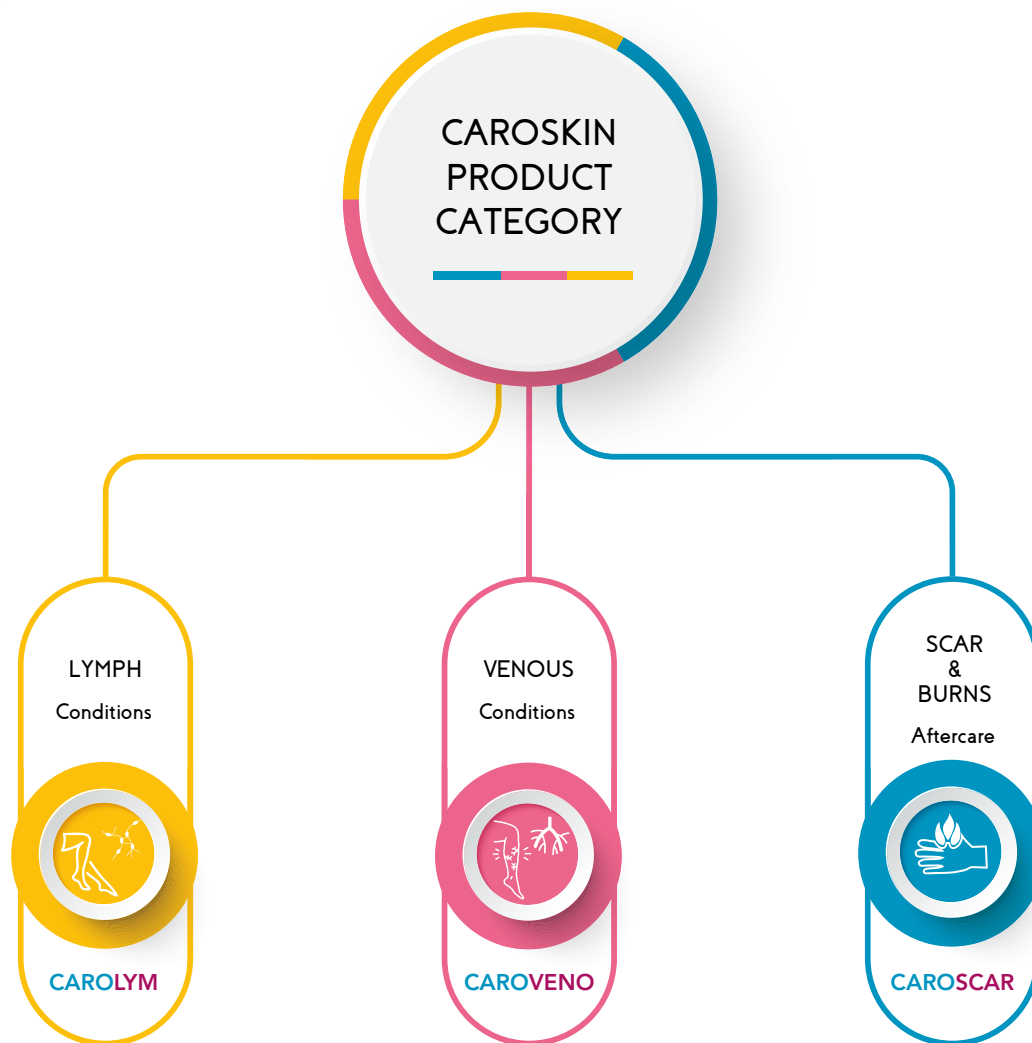 CAROSKIN
PRODUCT
CATEGORY
LYMPH
Conditions
CAROLYM
VENOUS
Conditions
CAROVENO
SCAR
&
BURNS
Aftercare
CAROSCAR